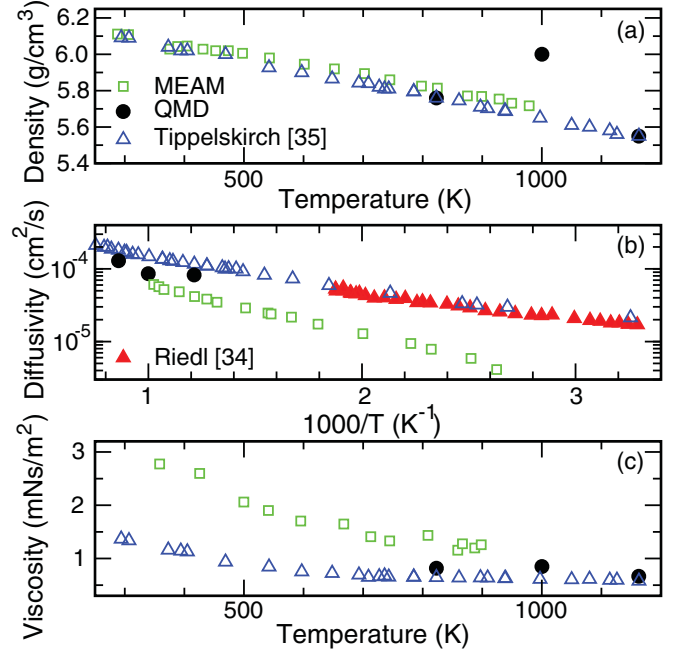 Density (g/cm³)
6.2
6.0
5.8
5.6
5.4
(a)
MEAM
QMD
Tippelskirch [35]
500 1000
Temperature (K)
Diffusivity (cm²/s)
10⁻⁴
10⁻⁵
(b)
Riedl [34]
1 2 3
1000/T (K⁻¹)
Viscosity (mNs/m²)
3
2
1
(c)
500 1000
Temperature (K)